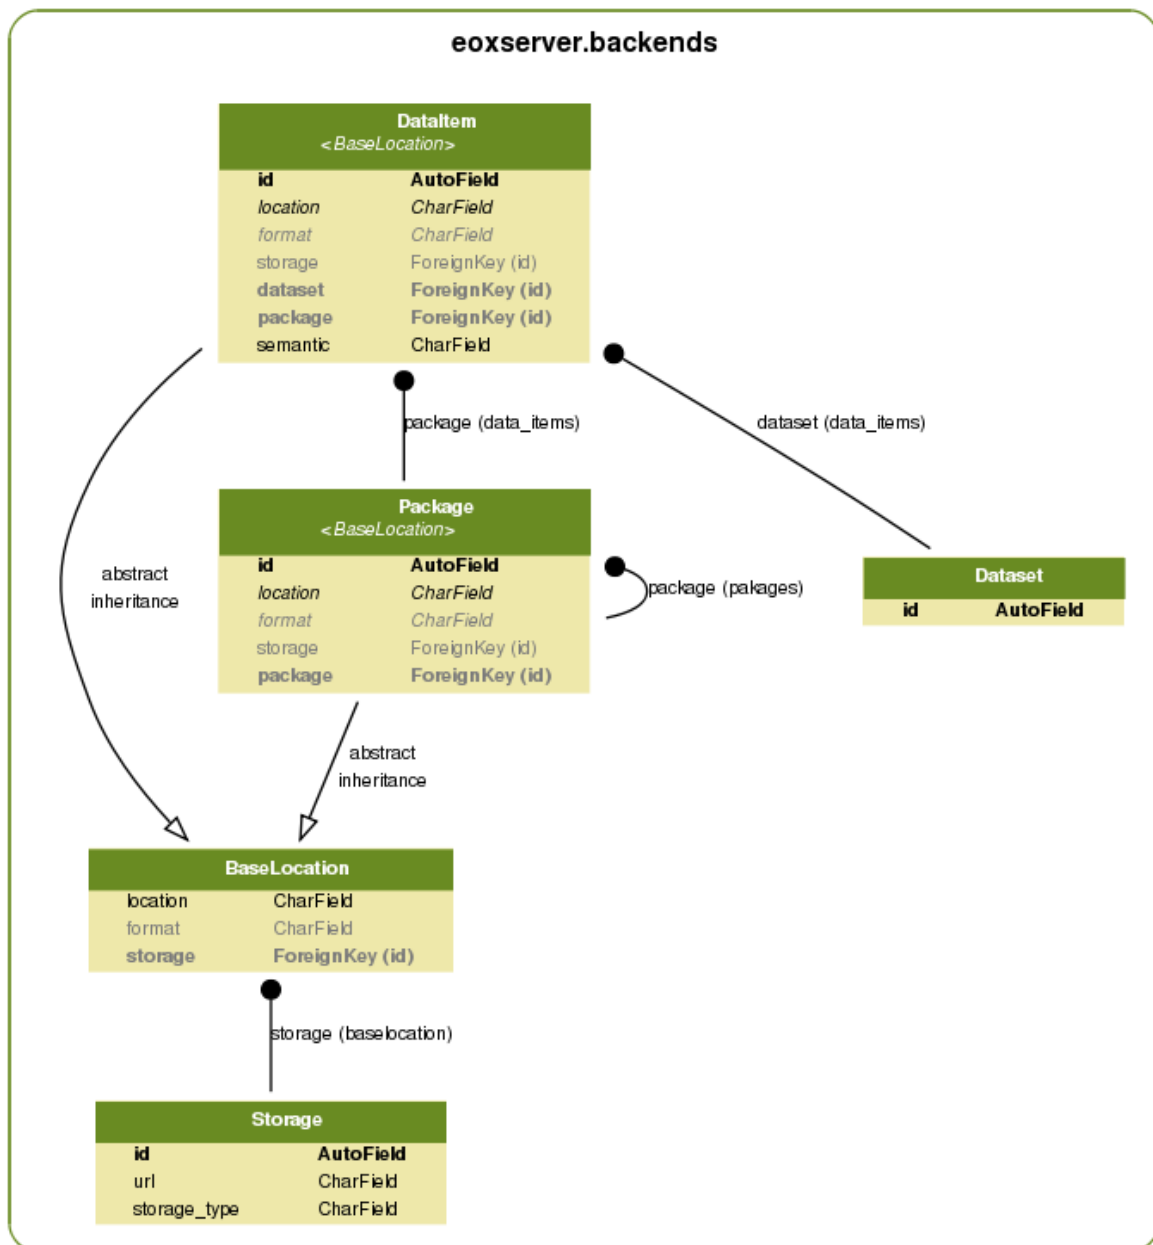 eoxserver.backends
DataItem
<BaseLocation>
id AutoField
location CharField
format CharField
storage ForeignKey (id)
dataset ForeignKey (id)
package ForeignKey (id)
semantic CharField
package (data_items)
dataset (data_items)
Package
<BaseLocation>
id AutoField
location CharField
format CharField
storage ForeignKey (id)
package ForeignKey (id)
package (pakages)
Dataset
id AutoField
abstract
inheritance
abstract
inheritance
BaseLocation
location CharField
format CharField
storage ForeignKey (id)
storage (baselocation)
Storage
id AutoField
url CharField
storage_type CharField